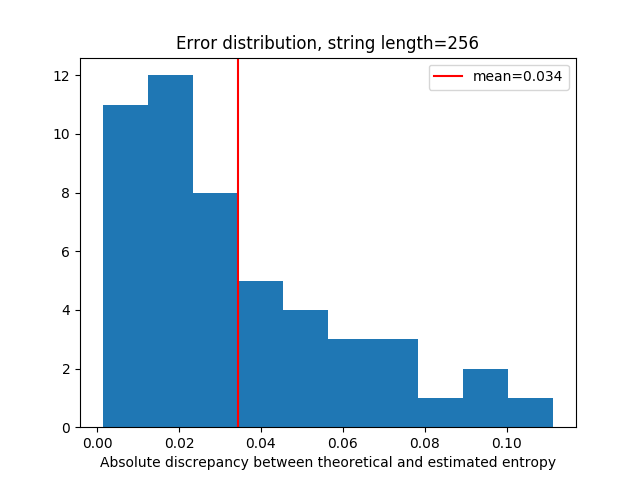 Error distribution, string length=256
mean=0.034
12
10
8
6
4
2
0
0.00 0.02 0.04 0.06 0.08 0.10
Absolute discrepancy between theoretical and estimated entropy